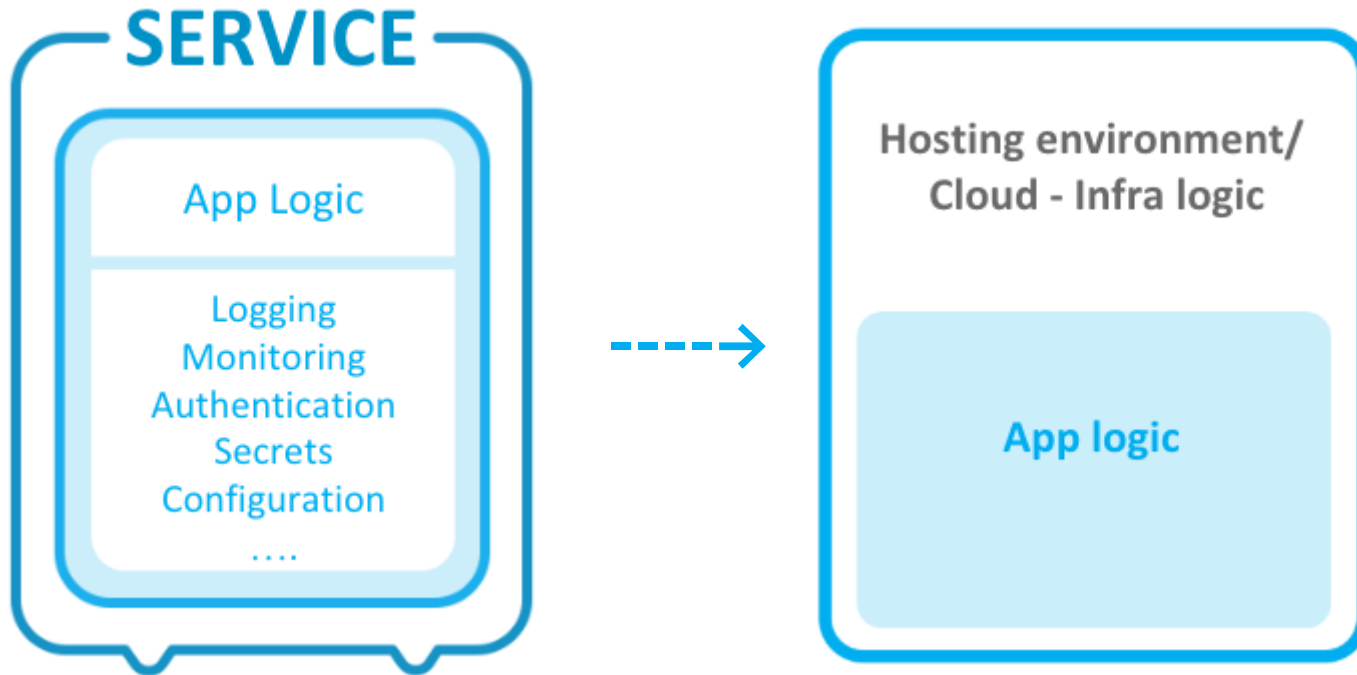 SERVICE
App Logic
Logging
Monitoring
Authentication
Secrets
Configuration
....
Hosting environment/
Cloud - Infra logic
App logic